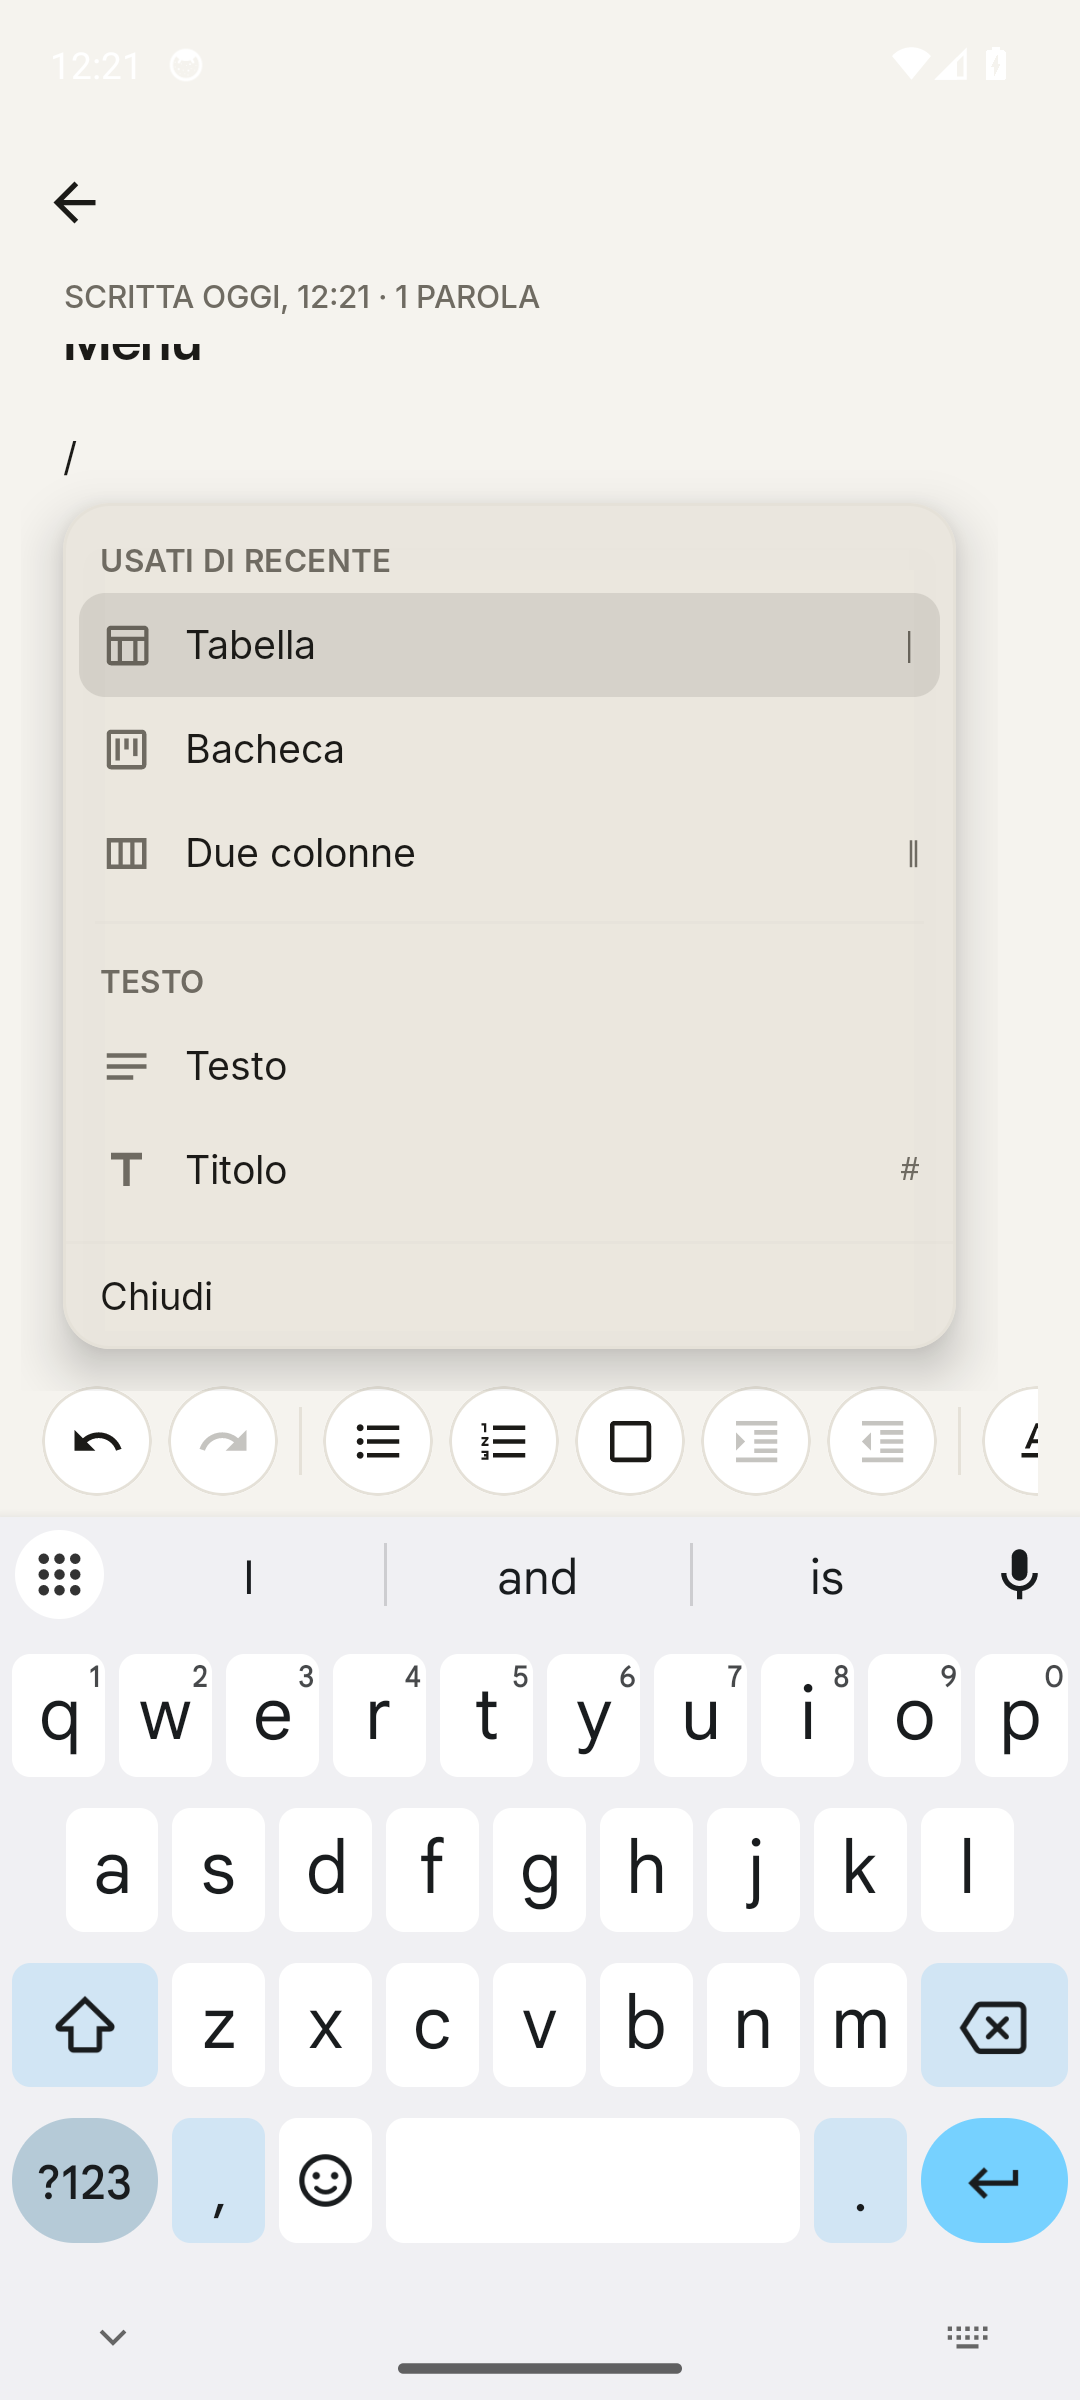 12:21
SCRITTA OGGI, 12:21 · 1 PAROLA
Menu
/
USATI DI RECENTE
Tabella |
Bacheca
Due colonne ||
TESTO
Testo
Titolo #
Chiudi
I and is
q 1 w 2 e 3 r 4 t 5 y 6 u 7 i 8 o 9 p 0
a s d f g h j k l
z x c v b n m
?123 , .